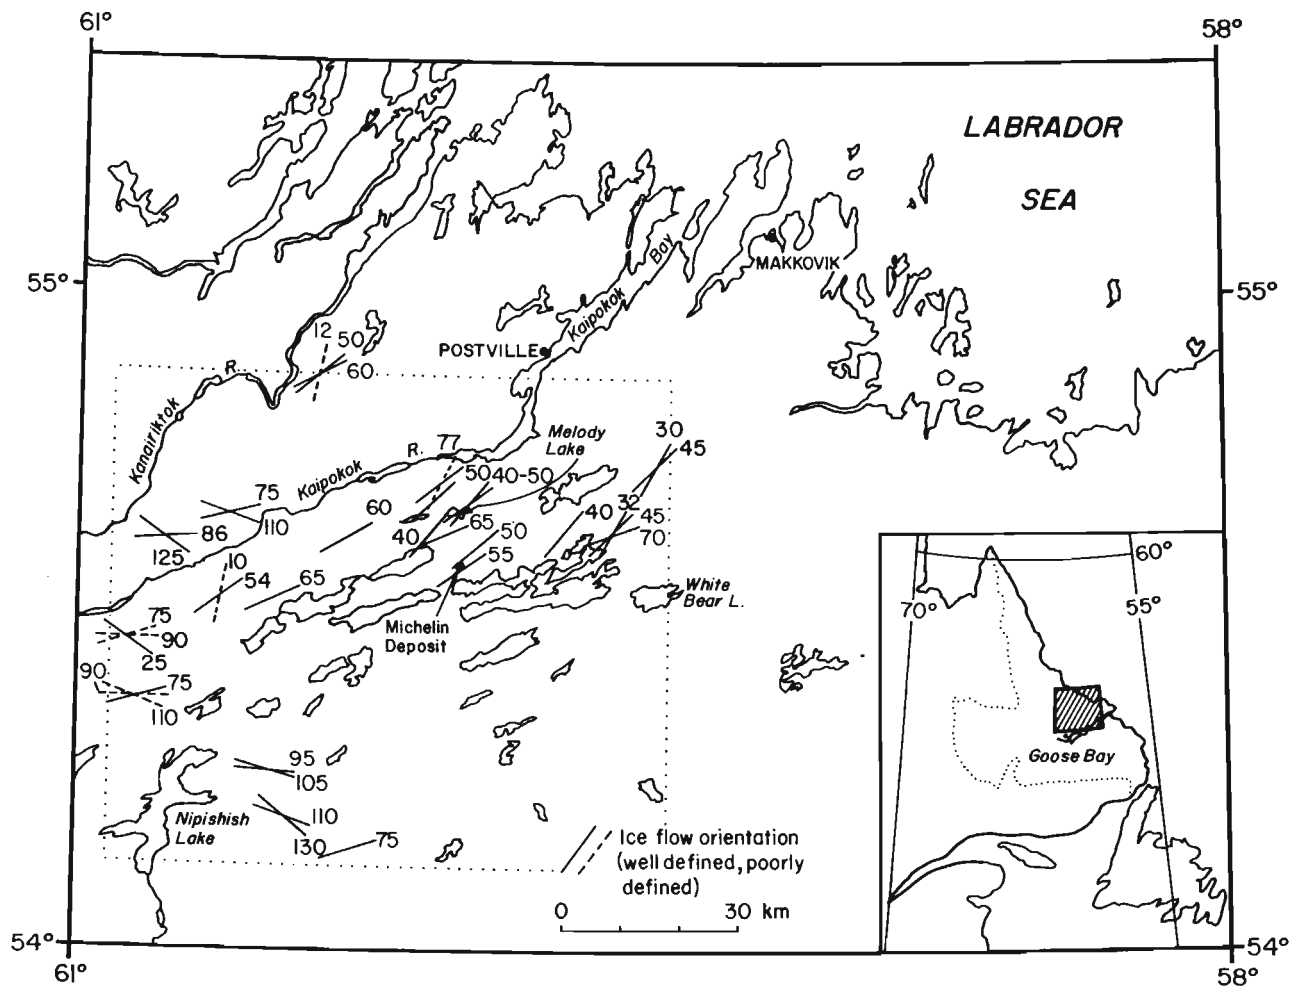 61°
58°
LABRADOR
SEA
Bay
MAKKOVIK
55°
55°
Kaipokok
12
50
POSTVILLE
60
R.
Kanairiktok
30
Melody
Lake
45
77
R.
Kaipokok
50
40-50
75
60
110
40
32
45
65
86
40
50
70
125
10
55
54
65
White
Bear L.
75
90
Michelin
Deposit
25
90
75
110
95
105
110
Nipishish
Lake
130
75
Ice flow orientation
(well defined, poorly
defined)
0
30 km
54°
61°
60°
70°
55°
Goose Bay
54°
58°